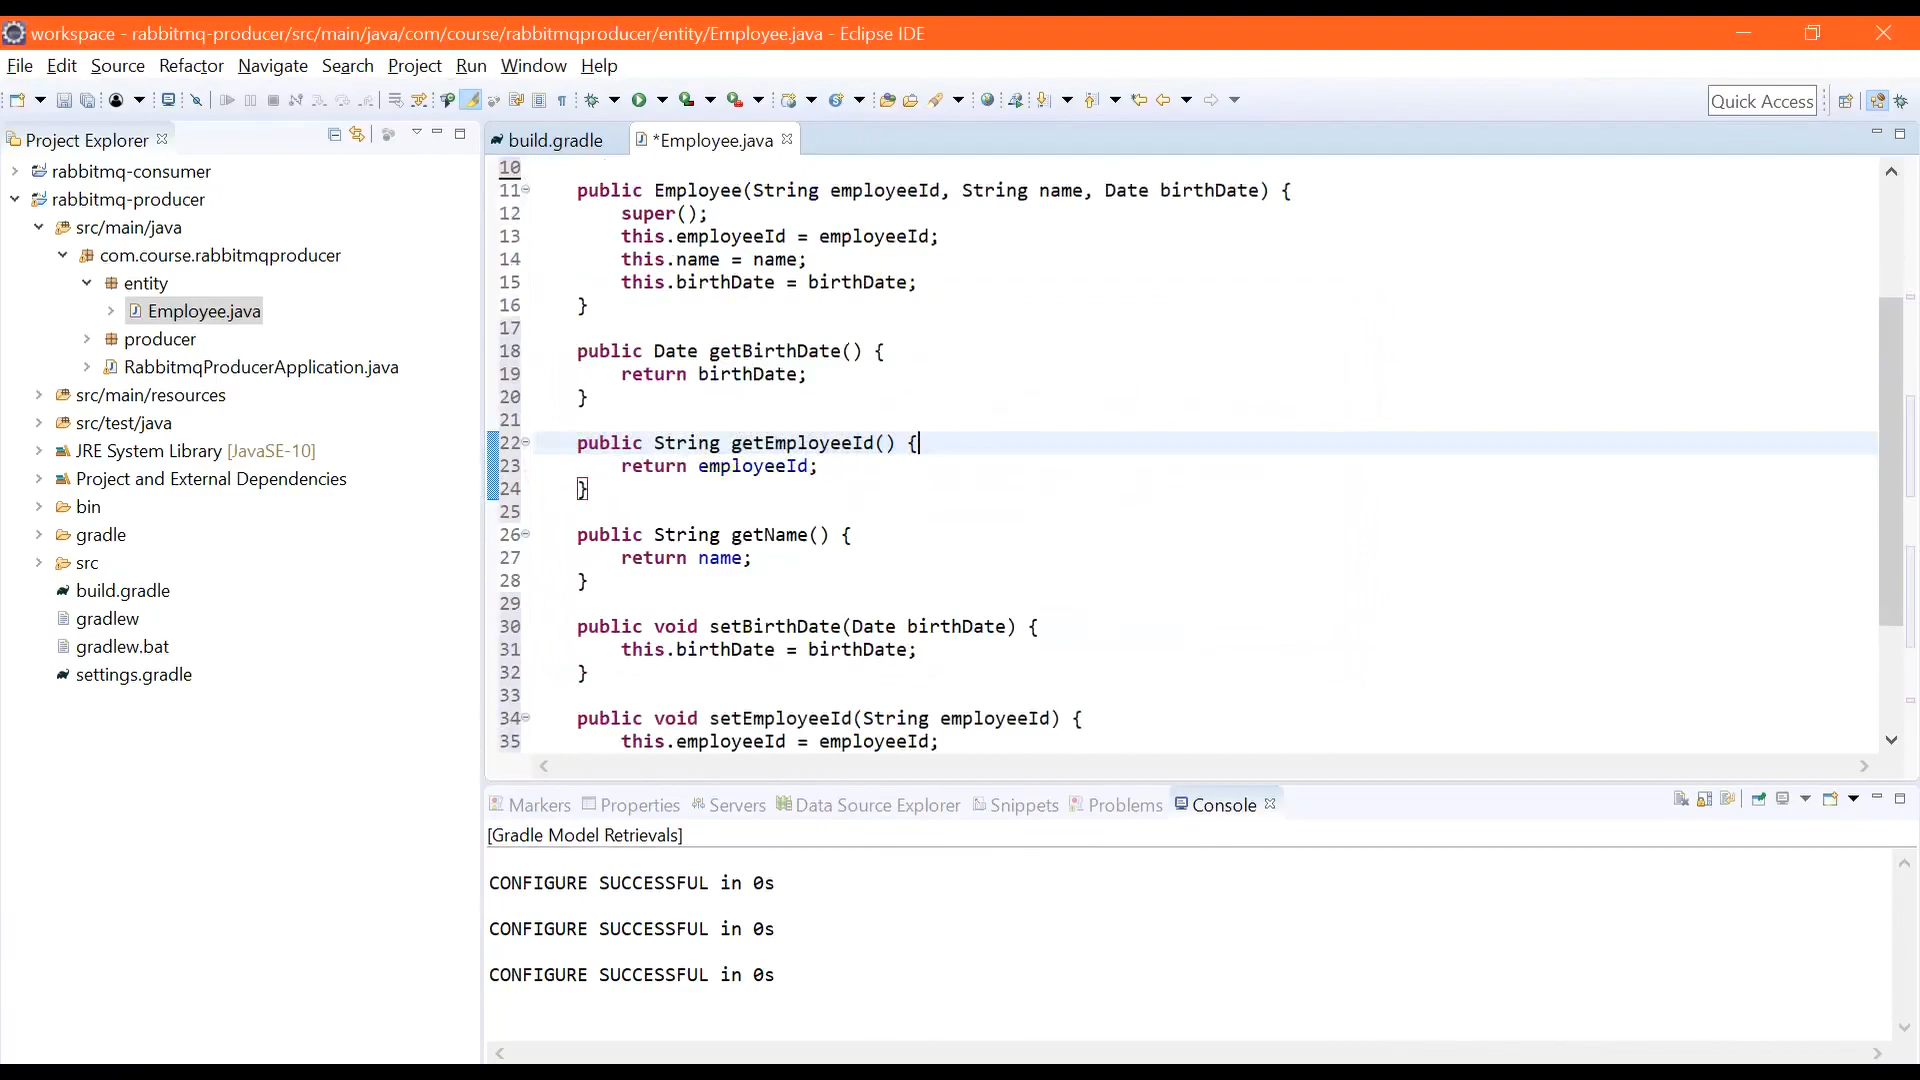 workspace - rabbitmq-producer/src/main/java/com/course/rabbitmqproducer/entity/Employee.java - Eclipse IDE
File Edit Source Refactor Navigate Search Project Run Window Help
Quick Access
Project Explorer
rabbitmq-consumer
rabbitmq-producer
src/main/java
com.course.rabbitmqproducer
entity
Employee.java
producer
RabbitmqProducerApplication.java
src/main/resources
src/test/java
JRE System Library [JavaSE-10]
Project and External Dependencies
bin
gradle
src
build.gradle
gradlew
gradlew.bat
settings.gradle
build.gradle *Employee.java
10
11 public Employee(String employeeId, String name, Date birthDate) {
12 super();
13 this.employeeId = employeeId;
14 this.name = name;
15 this.birthDate = birthDate;
16 }
17
18 public Date getBirthDate() {
19 return birthDate;
20 }
21
22 public String getEmployeeId() {
23 return employeeId;
24 }
25
26 public String getName() {
27 return name;
28 }
29
30 public void setBirthDate(Date birthDate) {
31 this.birthDate = birthDate;
32 }
33
34 public void setEmployeeId(String employeeId) {
35 this.employeeId = employeeId;
Markers Properties Servers Data Source Explorer Snippets Problems Console
[Gradle Model Retrievals]
CONFIGURE SUCCESSFUL in 0s
CONFIGURE SUCCESSFUL in 0s
CONFIGURE SUCCESSFUL in 0s